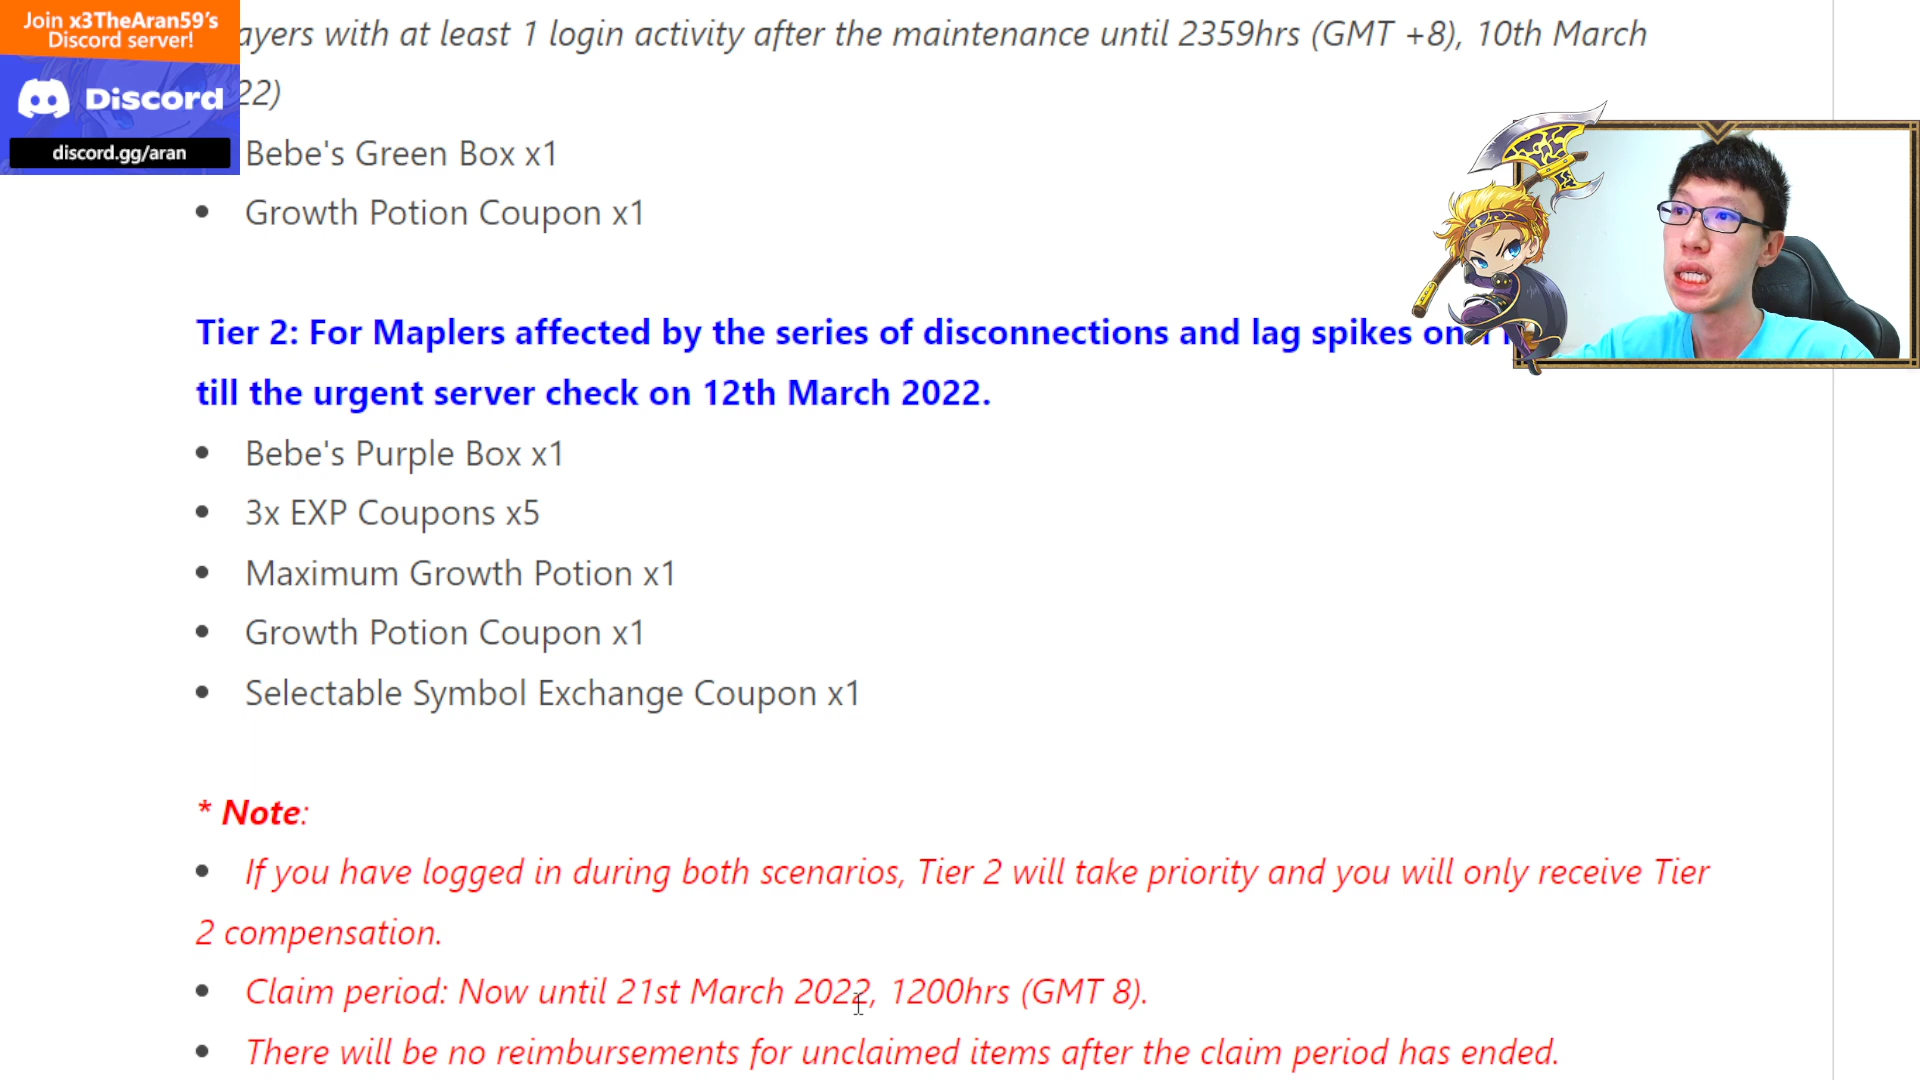 Join x3TheAran59's
Discord server!
Discord
discord.gg/aran
ayers with at least 1 login activity after the maintenance until 2359hrs (GMT +8), 10th March
22)
Bebe's Green Box x1
• Growth Potion Coupon x1
Tier 2: For Maplers affected by the series of disconnections and lag spikes on
till the urgent server check on 12th March 2022.
• Bebe's Purple Box x1
• 3x EXP Coupons x5
• Maximum Growth Potion x1
• Growth Potion Coupon x1
• Selectable Symbol Exchange Coupon x1
* Note:
• If you have logged in during both scenarios, Tier 2 will take priority and you will only receive Tier
2 compensation.
• Claim period: Now until 21st March 2022, 1200hrs (GMT 8).
• There will be no reimbursements for unclaimed items after the claim period has ended.